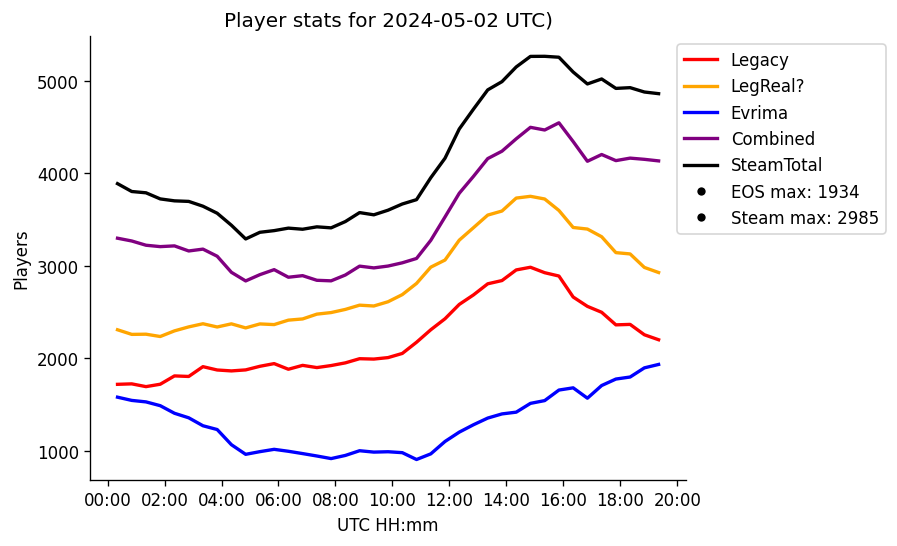 Player stats for 2024-05-02 UTC)
Players
5000
4000
3000
2000
1000
00:00 02:00 04:00 06:00 08:00 10:00 12:00 14:00 16:00 18:00 20:00
UTC HH:mm
Legacy
LegReal?
Evrima
Combined
SteamTotal
EOS max: 1934
Steam max: 2985